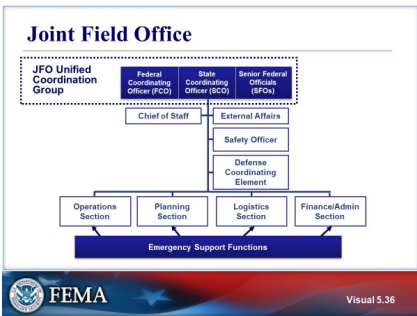 Joint Field Office
JFO Unified
Coordination
Group
Federal
Coordinating
Officer (FCO)
State
Coordinating
Officer (SCO)
Senior Federal
Officials
(SFOs)
Chief of Staff
External Affairs
Safety Officer
Defense
Coordinating
Element
Operations
Section
Planning
Section
Logistics
Section
Finance/Admin
Section
Emergency Support Functions
FEMA
Visual 5.36